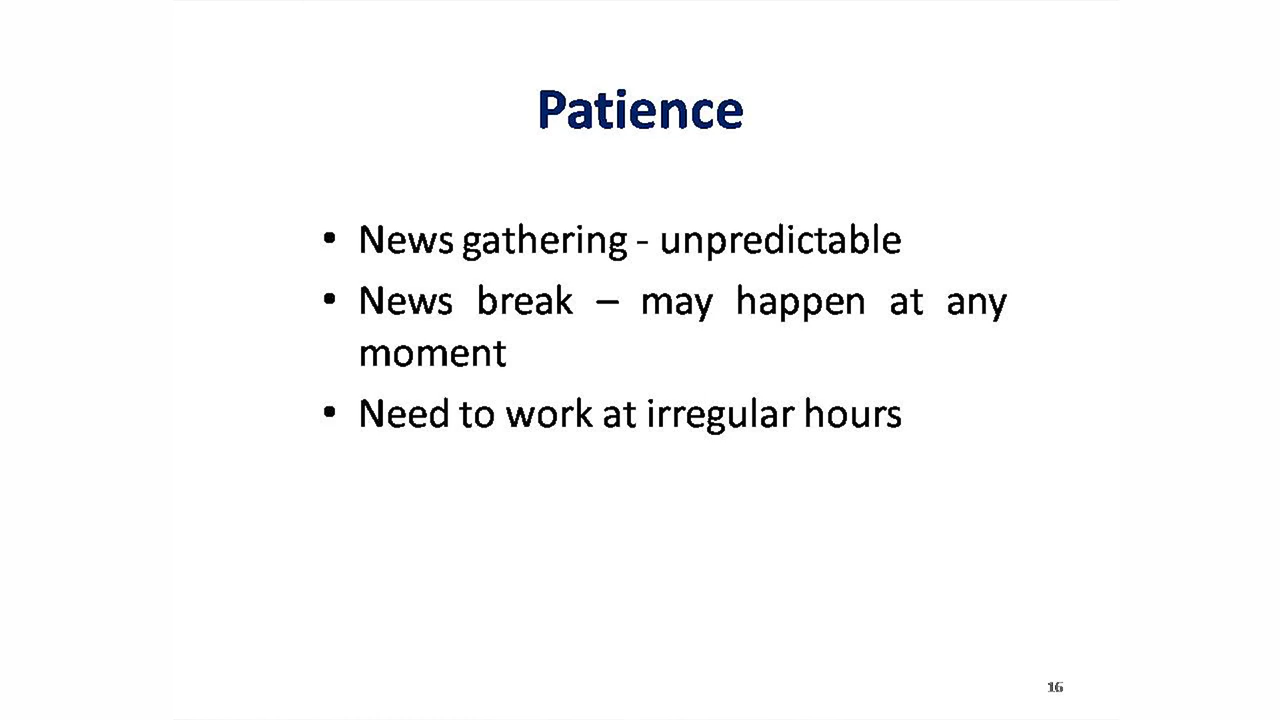 Patience
• News gathering - unpredictable
• News break – may happen at any
moment
• Need to work at irregular hours
16